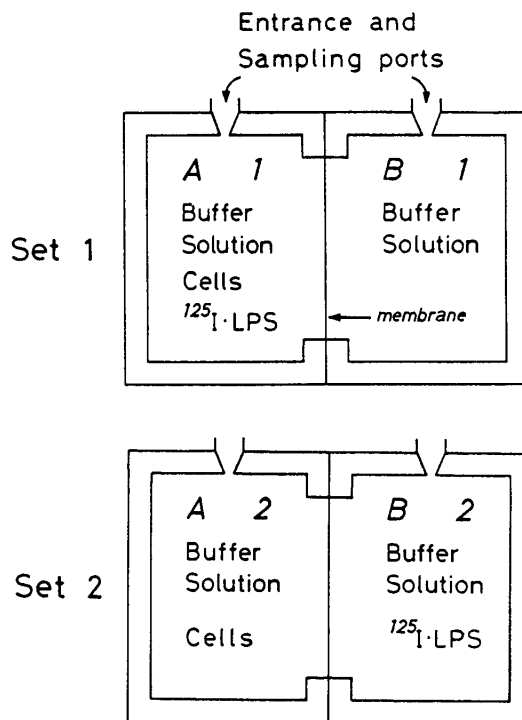 Entrance and
Sampling ports
Set 1
A 1
Buffer
Solution
Cells
¹²⁵I·LPS
B 1
Buffer
Solution
membrane
Set 2
A 2
Buffer
Solution
Cells
B 2
Buffer
Solution
¹²⁵I·LPS